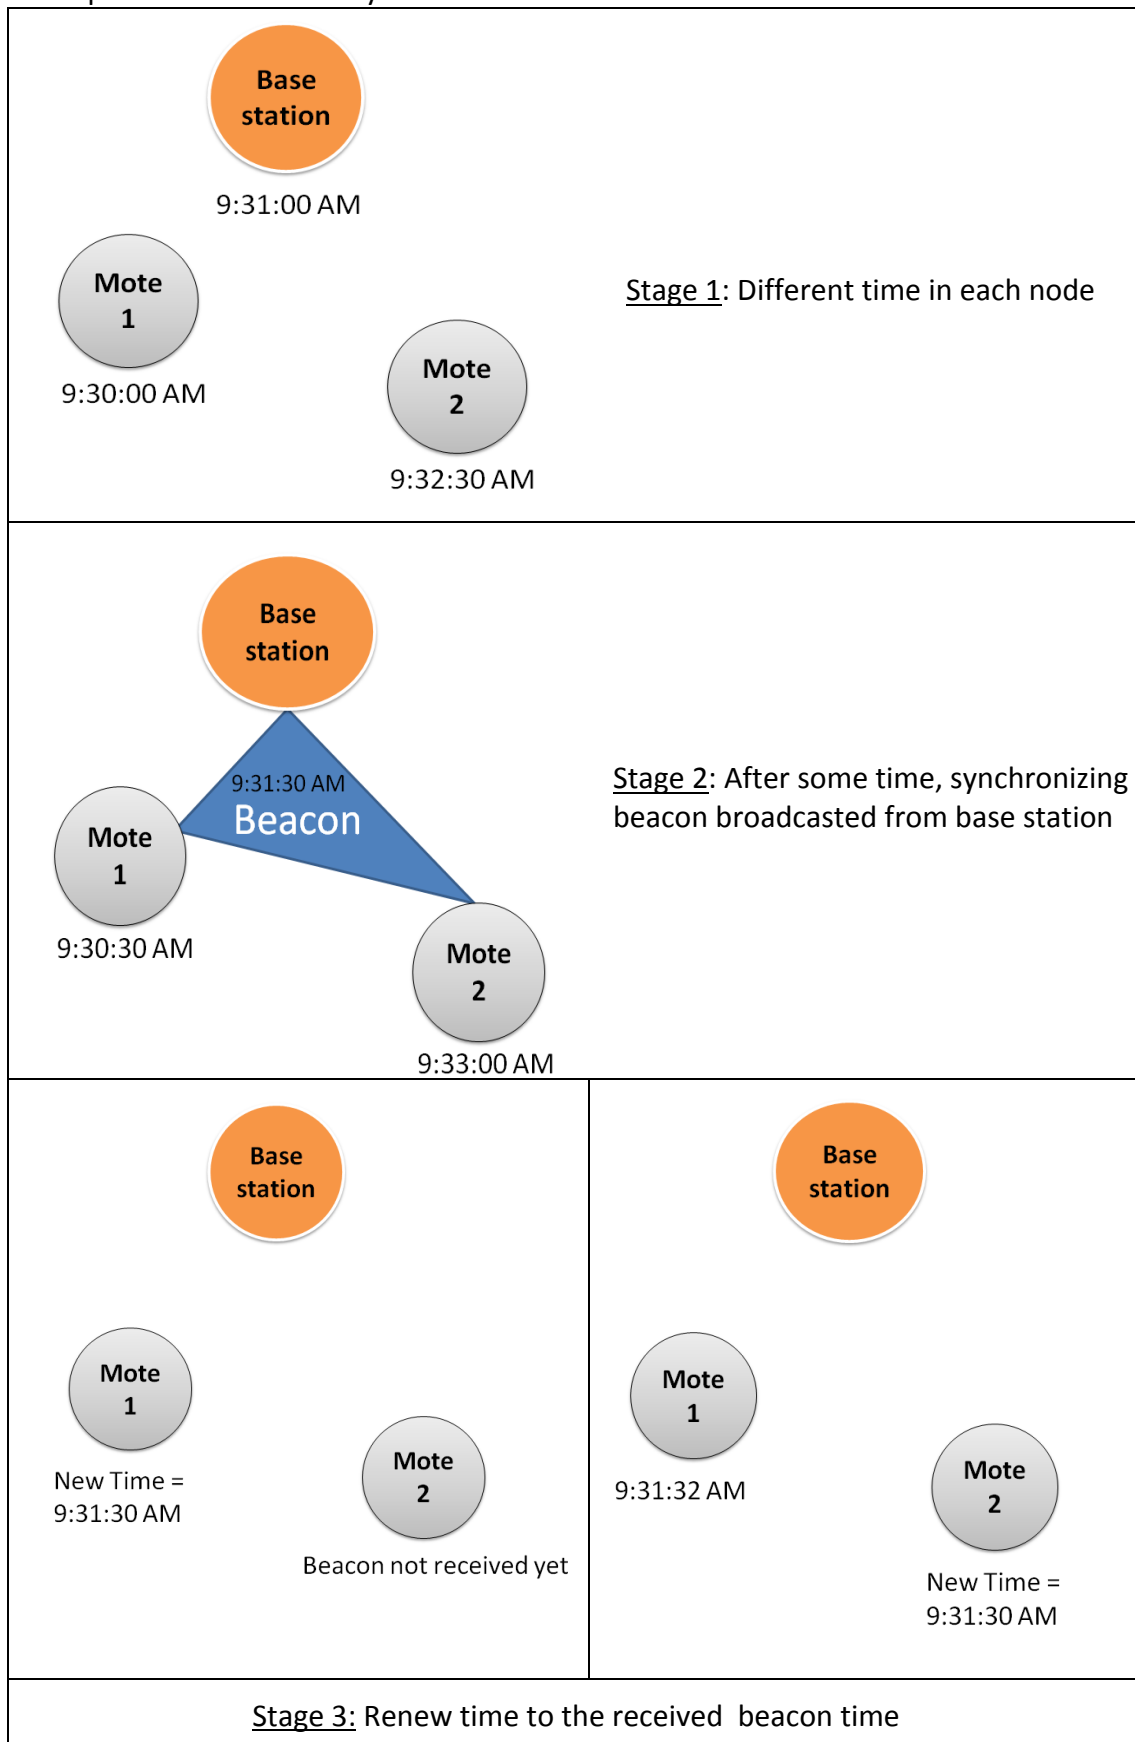 Base
station
9:31:00 AM
Mote
1
9:30:00 AM
Mote
2
9:32:30 AM
Stage 1: Different time in each node
Base
station
9:31:30 AM
Beacon
Mote
1
9:30:30 AM
Mote
2
9:33:00 AM
Stage 2: After some time, synchronizing
beacon broadcasted from base station
Base
station
Mote
1
New Time =
9:31:30 AM
Mote
2
Beacon not received yet
Base
station
Mote
1
9:31:32 AM
Mote
2
New Time =
9:31:30 AM
Stage 3: Renew time to the received  beacon time